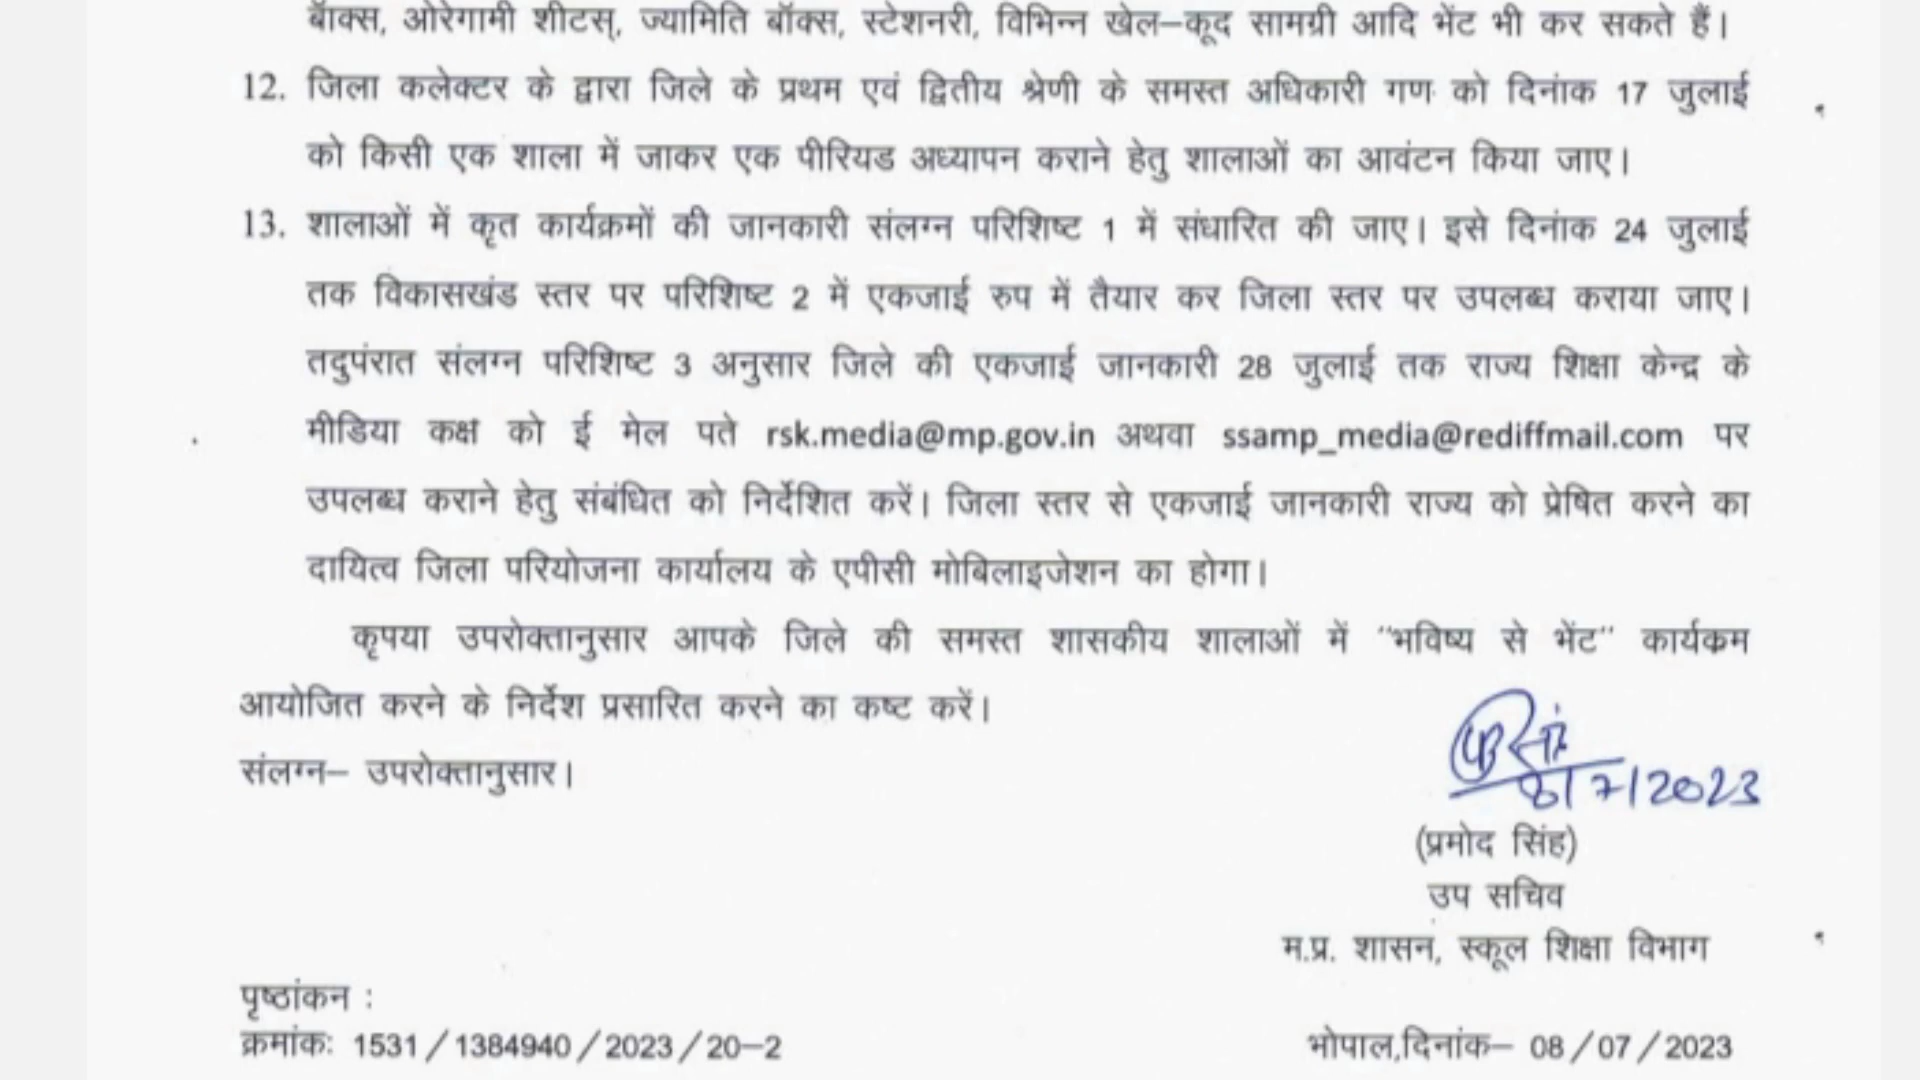 बॉक्स, ओरेगामी शीटस्, ज्यामिति बॉक्स, स्टेशनरी, विभिन्न खेल–कूद सामग्री आदि भेंट भी कर सकते हैं।
12. जिला कलेक्टर के द्वारा जिले के प्रथम एवं द्वितीय श्रेणी के समस्त अधिकारी गण को दिनांक 17 जुलाई
को किसी एक शाला में जाकर एक पीरियड अध्यापन कराने हेतु शालाओं का आवंटन किया जाए।
13. शालाओं में कृत कार्यक्रमों की जानकारी संलग्न परिशिष्ट 1 में संधारित की जाए। इसे दिनांक 24 जुलाई
तक विकासखंड स्तर पर परिशिष्ट 2 में एकजाई रुप में तैयार कर जिला स्तर पर उपलब्ध कराया जाए।
तदुपंरात संलग्न परिशिष्ट 3 अनुसार जिले की एकजाई जानकारी 28 जुलाई तक राज्य शिक्षा केन्द्र के
मीडिया कक्ष को ई मेल पते rsk.media@mp.gov.in अथवा ssamp_media@rediffmail.com पर
उपलब्ध कराने हेतु संबंधित को निर्देशित करें। जिला स्तर से एकजाई जानकारी राज्य को प्रेषित करने का
दायित्व जिला परियोजना कार्यालय के एपीसी मोबिलाइजेशन का होगा।
कृपया उपरोक्तानुसार आपके जिले की समस्त शासकीय शालाओं में "भविष्य से भेंट" कार्यकम
आयोजित करने के निर्देश प्रसारित करने का कष्ट करें।
संलग्न– उपरोक्तानुसार।
8/7/2023
(प्रमोद सिंह)
उप सचिव
म.प्र. शासन, स्कूल शिक्षा विभाग
पृष्ठांकन :
क्रमांकः 1531/1384940/2023/20–2
भोपाल,दिनांक– 08/07/2023